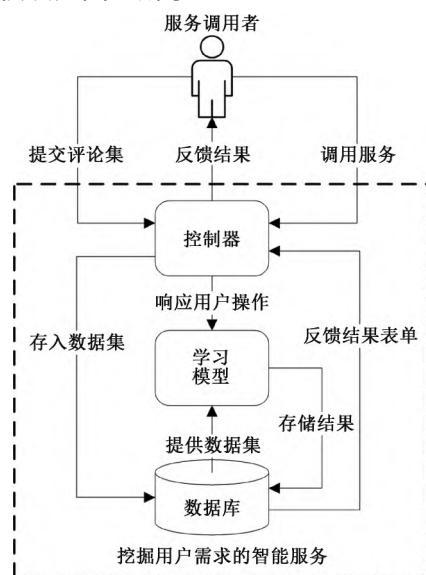 服务调用者
提交评论集
反馈结果
调用服务
控制器
响应用户操作
存入数据集
反馈结果表单
学习
模型
存储结果
提供数据集
数据库
挖掘用户需求的智能服务